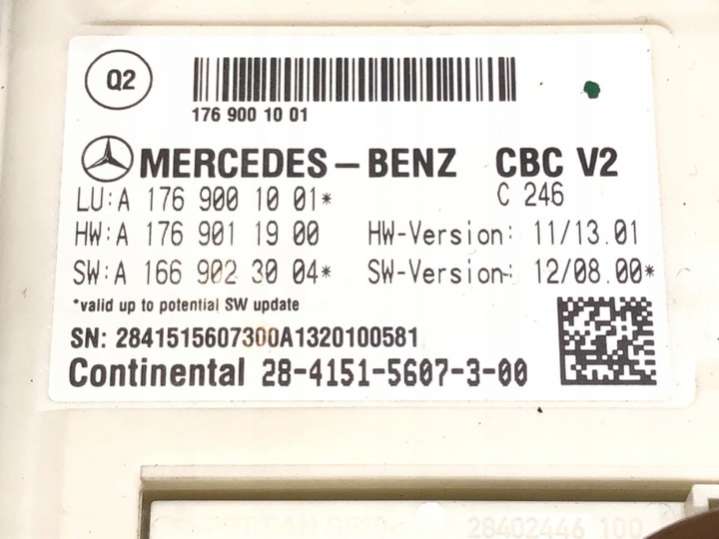 Q2
176 900 10 01
MERCEDES-BENZ CBC V2
LU:A 176 900 10 01* C 246
HW:A 176 901 19 00 HW-Version: 11/13.01
SW:A 166 902 30 04* SW-Version: 12/08.00*
*valid up to potential SW update
SN: 2841515607300A1320100581
Continental 28-4151-5607-3-00
28402446 100